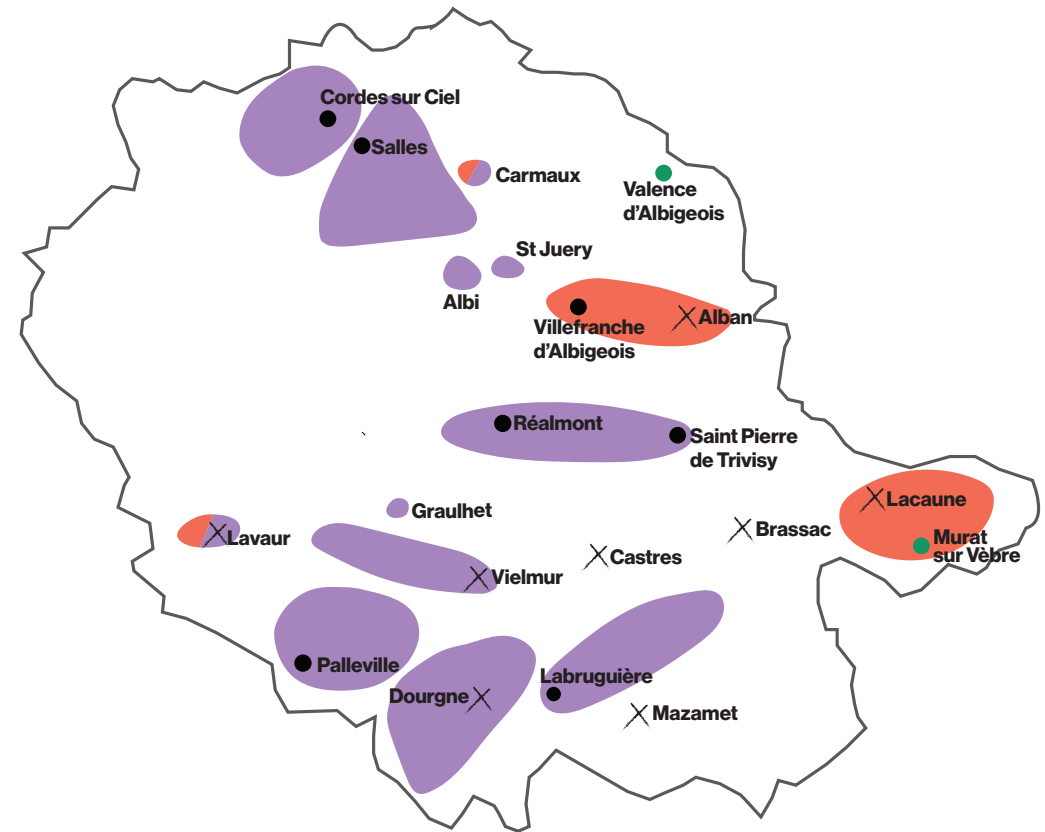 Cordes sur Ciel
Salles
Carmaux
Valence
d'Albigeois
St Juery
Albi
Villefranche
d'Albigeois
Alban
Réalmont
Saint Pierre
de Trivisy
Lacaune
Graulhet
Brassac
Lavaur
Murat
sur Vèbre
Castres
Vielmur
Palleville
Labruguière
Dourgne
Mazamet